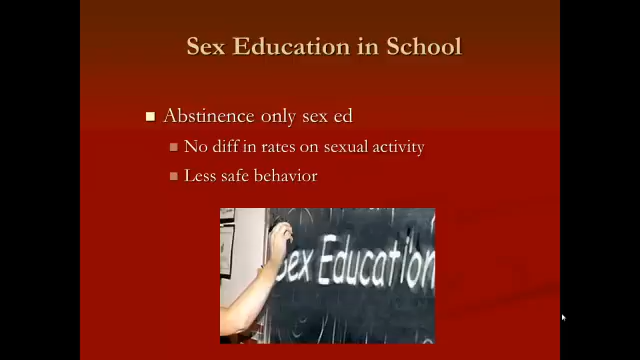 Sex Education in School
Abstinence only sex ed
No diff in rates on sexual activity
Less safe behavior
Sex Education